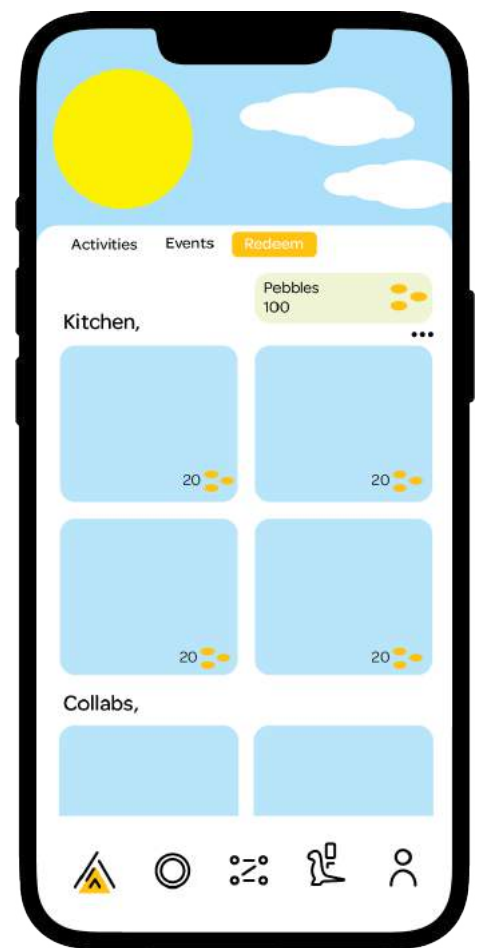 Activities Events Redeem
Pebbles
100
Kitchen,
20 20
20 20
Collabs,